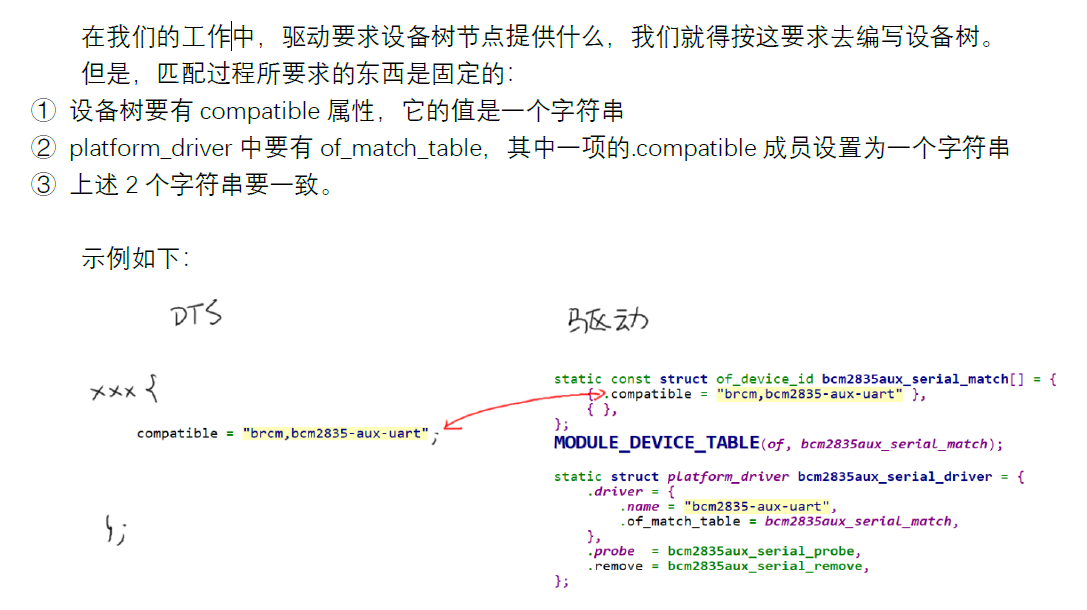 在我们的工作中，驱动要求设备树节点提供什么，我们就得按这要求去编写设备树。
但是，匹配过程所要求的东西是固定的：
① 设备树要有 compatible 属性，它的值是一个字符串
② platform_driver 中要有 of_match_table，其中一项的.compatible 成员设置为一个字符串
③ 上述 2 个字符串要一致。
示例如下：
DTS
xxx {
compatible = "brcm,bcm2835-aux-uart";
};
驱动
static const struct of_device_id bcm2835aux_serial_match[] = {
{ .compatible = "brcm,bcm2835-aux-uart" },
{ },
};
MODULE_DEVICE_TABLE(of, bcm2835aux_serial_match);
static struct platform_driver bcm2835aux_serial_driver = {
.driver = {
.name = "bcm2835-aux-uart",
.of_match_table = bcm2835aux_serial_match,
},
.probe = bcm2835aux_serial_probe,
.remove = bcm2835aux_serial_remove,
};